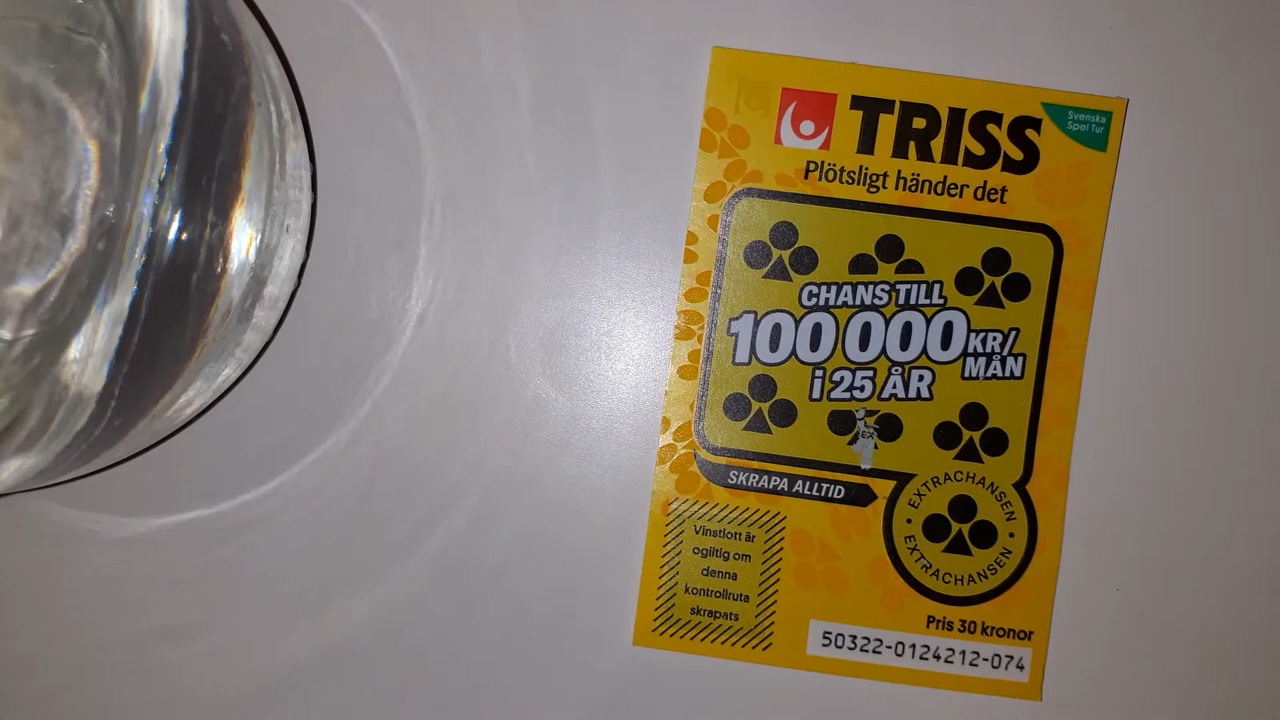 TRISS
Svenska
Spel Tur
Plötsligt händer det
CHANS TILL
100 000 KR/
MÅN
i 25 ÅR
SKRAPA ALLTID
EXTRACHANSEN
EXTRACHANSEN
Vinstlott är
ogiltig om
denna
kontrollruta
skrapats
Pris 30 kronor
50322-0124212-074